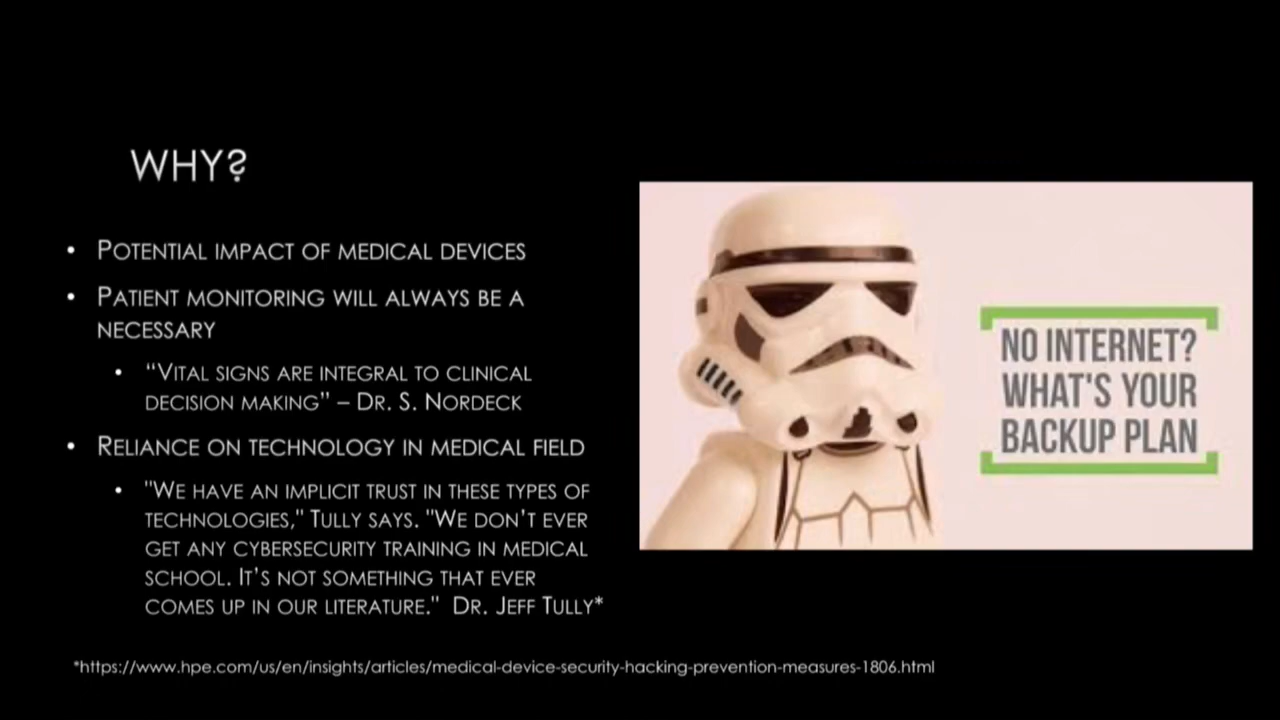 WHY?
• POTENTIAL IMPACT OF MEDICAL DEVICES
• PATIENT MONITORING WILL ALWAYS BE A
NECESSARY
• “VITAL SIGNS ARE INTEGRAL TO CLINICAL
DECISION MAKING” – DR. S. NORDECK
• RELIANCE ON TECHNOLOGY IN MEDICAL FIELD
• "WE HAVE AN IMPLICIT TRUST IN THESE TYPES OF
TECHNOLOGIES," TULLY SAYS. "WE DON’T EVER
GET ANY CYBERSECURITY TRAINING IN MEDICAL
SCHOOL. IT’S NOT SOMETHING THAT EVER
COMES UP IN OUR LITERATURE." DR. JEFF TULLY*
NO INTERNET?
WHAT'S YOUR
BACKUP PLAN
*https://www.hpe.com/us/en/insights/articles/medical-device-security-hacking-prevention-measures-1806.html